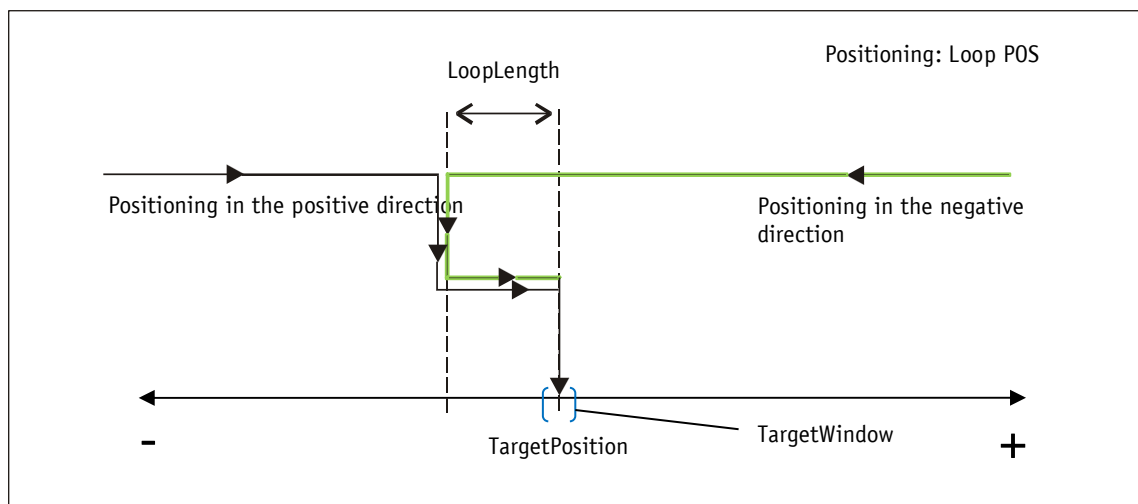 Positioning: Loop POS
LoopLength
Positioning in the positive direction
Positioning in the negative
direction
-
+
TargetPosition
TargetWindow